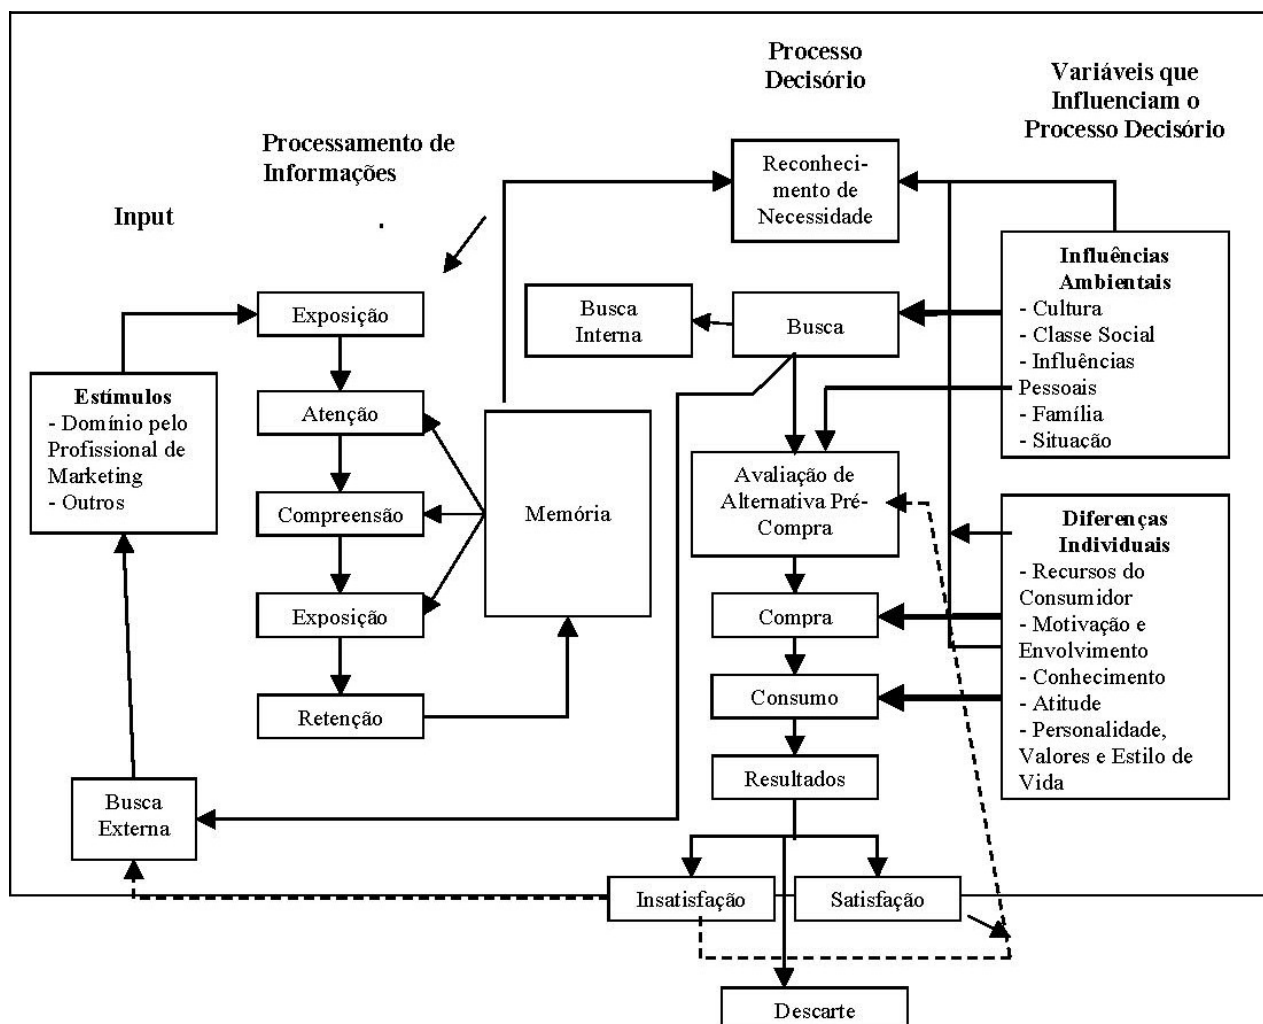 Processo
Decisório
Variáveis que
Influenciam o
Processo Decisório
Processamento de
Informações
Input
.
Reconheci-
mento de
Necessidade
Influências
Ambientais
- Cultura
- Classe Social
- Influências
Pessoais
- Família
- Situação
Exposição
Busca
Interna
Busca
Estímulos
- Domínio pelo
Profissional de
Marketing
- Outros
Atenção
Compreensão
Exposição
Retenção
Memória
Avaliação de
Alternativa Pré-
Compra
Diferenças
Individuais
- Recursos do
Consumidor
- Motivação e
Envolvimento
- Conhecimento
- Atitude
- Personalidade,
Valores e Estilo de
Vida
Compra
Consumo
Resultados
Busca
Externa
Insatisfação
Satisfação
Descarte